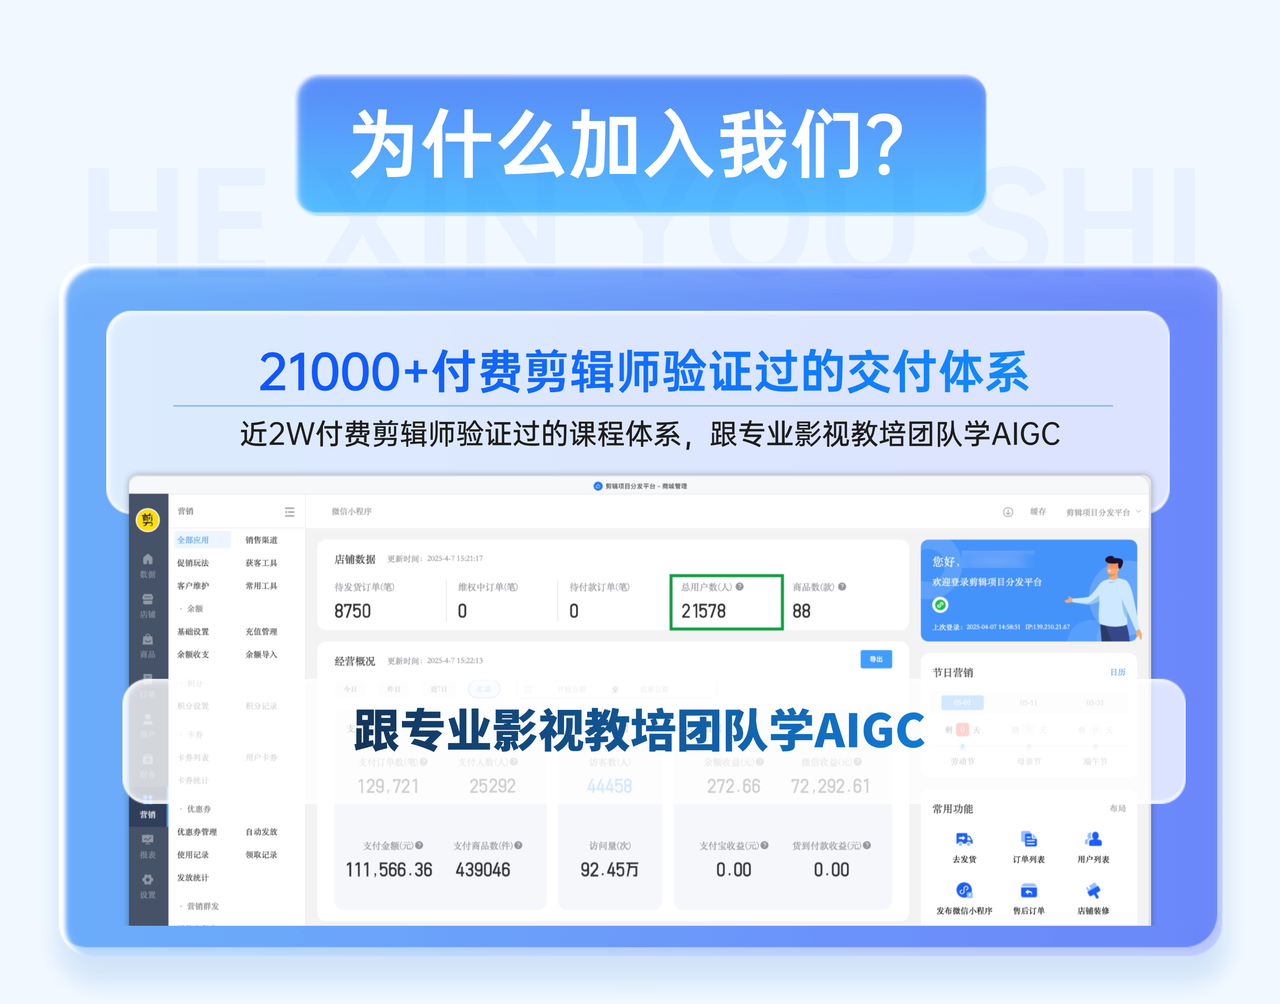 为什么加入我们？
HE XIN YOU SHI
21000+付费剪辑师验证过的交付体系
近2W付费剪辑师验证过的课程体系，跟专业影视教培团队学AIGC
剪辑项目分发平台 - 商城管理
剪
营销
微信小程序
缓存
剪辑项目分发平台
数据
店铺
商品
营销
报表
设置
全部应用 销售渠道
促销玩法 获客工具
客户维护 常用工具
· 余额
基础设置 充值管理
余额收支 余额导入
· 积分
积分设置 积分记录
· 卡券
卡券列表 用户卡券
卡券统计
· 优惠券
优惠券管理 自动发放
使用记录 领取记录
发放统计
· 营销群发
店铺数据 更新时间：2025-4-7 15:21:17
待发货订单(笔) 维权中订单(笔) 待付款订单(笔) 总用户数(人) 商品数(款)
8750 0 0 21578 88
经营概况 更新时间：2025-4-7 15:22:13
导出
今日 昨日 近7日
跟专业影视教培团队学AIGC
支付订单数(笔) 支付人数(人) 访客数(人) 余额收益(元) 微信收益(元)
129,721 25292 44458 272.66 72,292.61
支付金额(元) 支付商品数(件) 访问量(次) 支付宝收益(元) 货到付款收益(元)
111,566.36 439046 92.45万 0.00 0.00
您好，
欢迎登录剪辑项目分发平台
上次登录：2025-04-07 14:58:51 IP:139.210.21.67
节日营销 日历
05-01 05-11 05-31
剩 天 剩 天 剩 天
劳动节 母亲节 端午节
常用功能 布局
去发货 订单列表 用户列表
发布微信小程序 售后订单 店铺装修